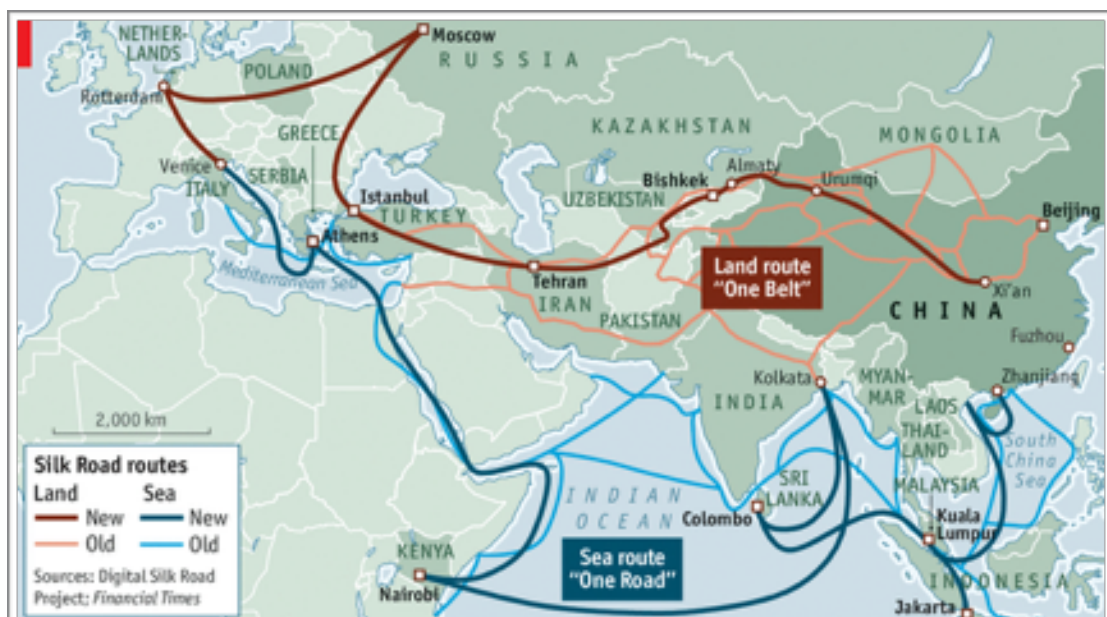 NETHER-
LANDS
Moscow
RUSSIA
POLAND
Rotterdam
GREECE
KAZAKHSTAN
MONGOLIA
Venice
ITALY
SERBIA
Almaty
Bishkek
Urumqi
UZBEKISTAN
Istanbul
TURKEY
Beijing
Athens
Mediterranean Sea
Tehran
IRAN
Land route
"One Belt"
Xi'an
CHINA
PAKISTAN
Fuzhou
Kolkata
MYAN-
MAR
Zhanjiang
INDIA
LAOS
THAI-
LAND
South
China
Sea
2,000 km
Silk Road routes
Land
Sea
New
New
Old
Old
Sources: Digital Silk Road
Project; Financial Times
INDIAN
OCEAN
SRI
LANKA
Colombo
MALAYSIA
Kuala
Lumpur
KENYA
Nairobi
Sea route
"One Road"
INDONESIA
Jakarta